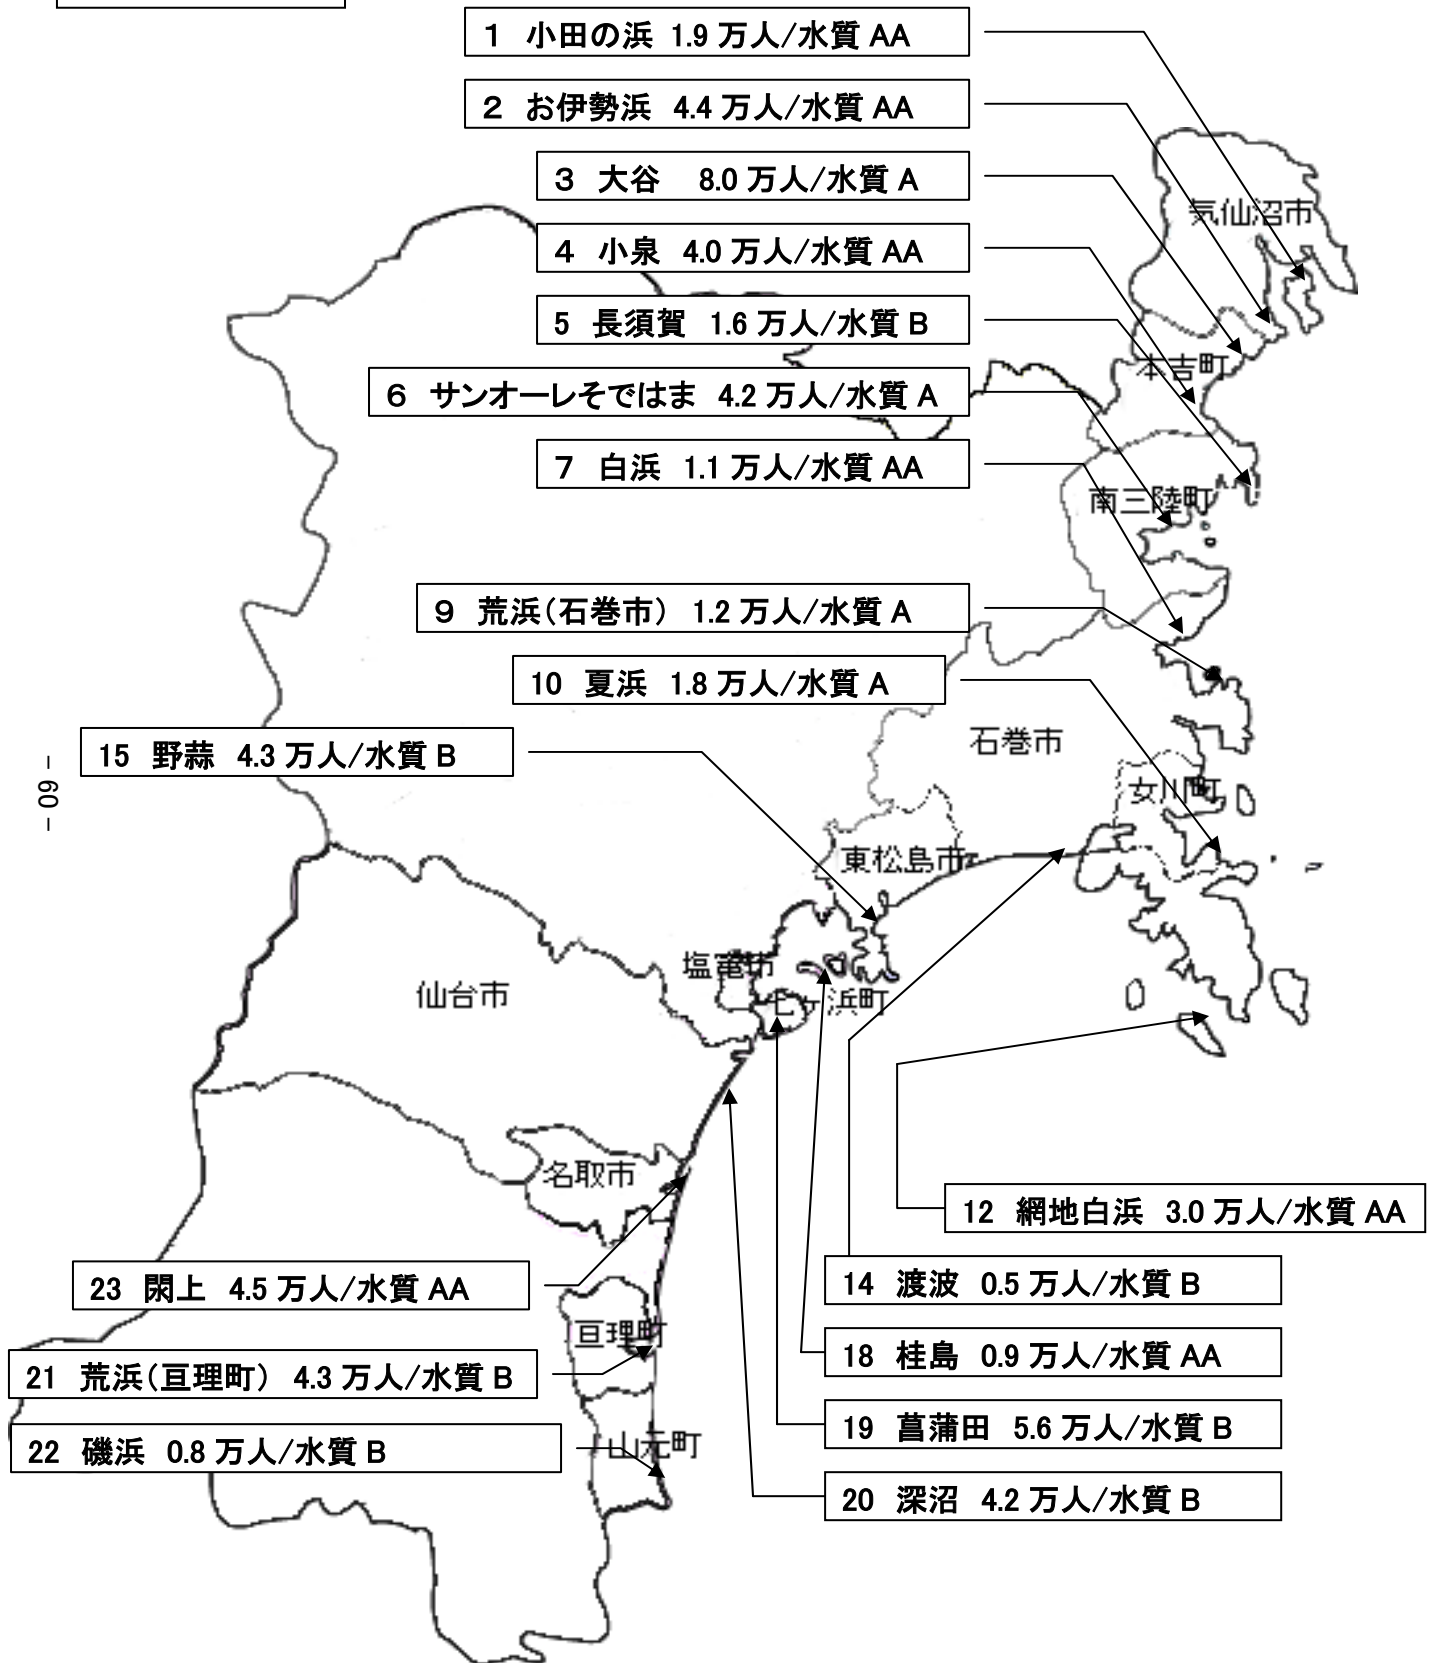 1 小田の浜 1.9 万人/水質 AA
2 お伊勢浜 4.4 万人/水質 AA
3 大谷 8.0 万人/水質 A
気仙沼市
4 小泉 4.0 万人/水質 AA
5 長須賀 1.6 万人/水質 B
本吉町
6 サンオーレそではま 4.2 万人/水質 A
7 白浜 1.1 万人/水質 AA
南三陸町
9 荒浜(石巻市) 1.2 万人/水質 A
10 夏浜 1.8 万人/水質 A
石巻市
15 野蒜 4.3 万人/水質 B
女川町
- 60 -
東松島市
塩竈市
仙台市
七ヶ浜町
名取市
12 網地白浜 3.0 万人/水質 AA
23 閖上 4.5 万人/水質 AA
14 渡波 0.5 万人/水質 B
亘理町
18 桂島 0.9 万人/水質 AA
21 荒浜(亘理町) 4.3 万人/水質 B
19 菖蒲田 5.6 万人/水質 B
22 磯浜 0.8 万人/水質 B
山元町
20 深沼 4.2 万人/水質 B